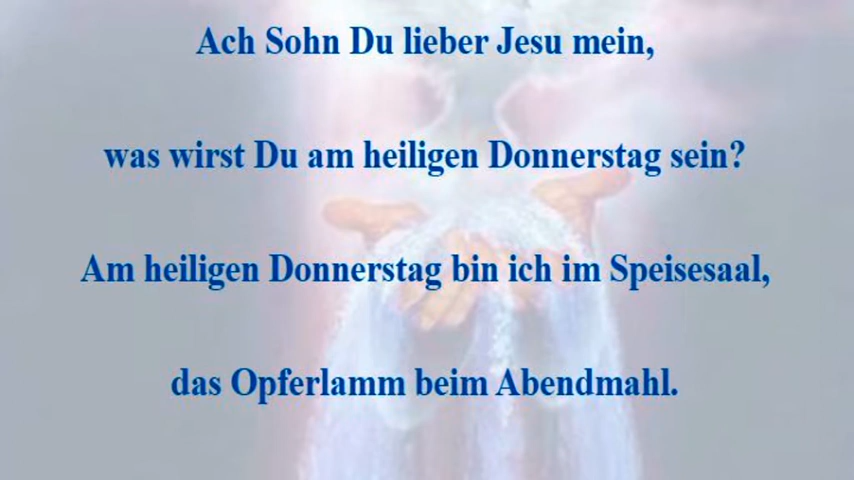 Ach Sohn Du lieber Jesu mein,
was wirst Du am heiligen Donnerstag sein?
Am heiligen Donnerstag bin ich im Speisesaal,
das Opferlamm beim Abendmahl.